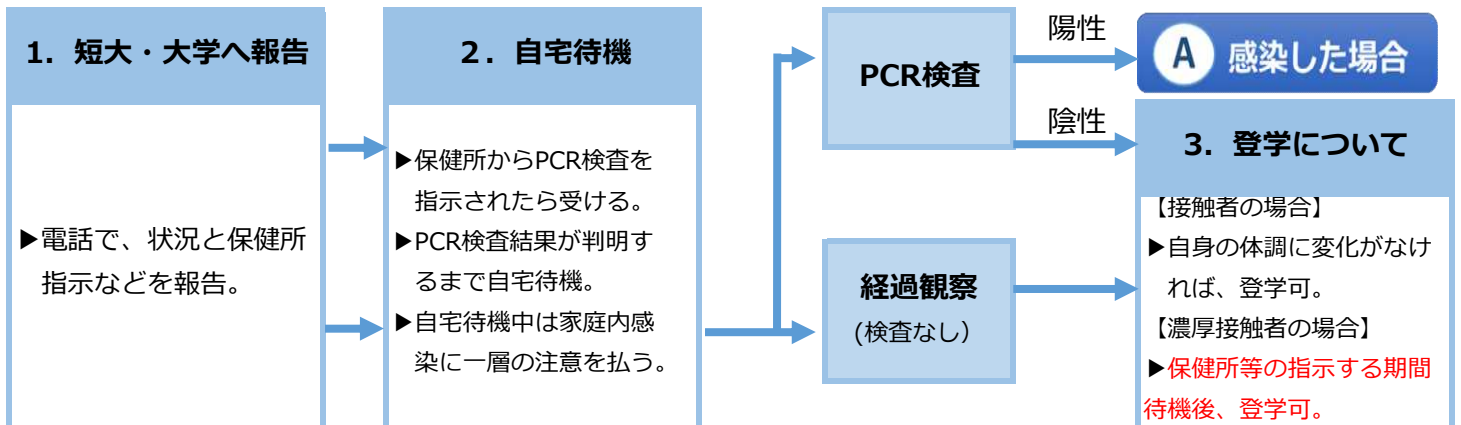 1．短大・大学へ報告
▶電話で、状況と保健所
指示などを報告。
２．自宅待機
▶保健所からPCR検査を
指示されたら受ける。
▶PCR検査結果が判明す
るまで自宅待機。
▶自宅待機中は家庭内感
染に一層の注意を払う。
PCR検査
陽性
陰性
経過観察
(検査なし）
A 感染した場合
3．登学について
【接触者の場合】
▶自身の体調に変化がなけ
れば、登学可。
【濃厚接触者の場合】
▶保健所等の指示する期間
待機後、登学可。